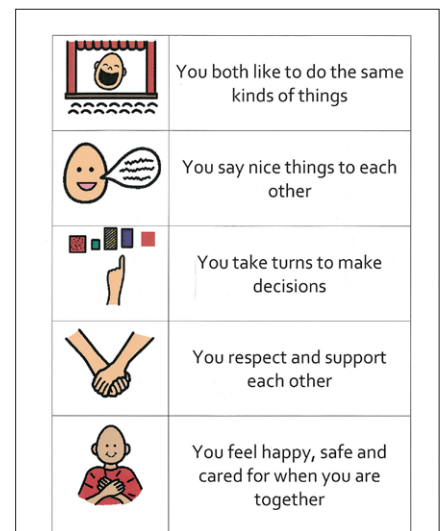 You both like to do the same
kinds of things
You say nice things to each
other
You take turns to make
decisions
You respect and support
each other
You feel happy, safe and
cared for when you are
together